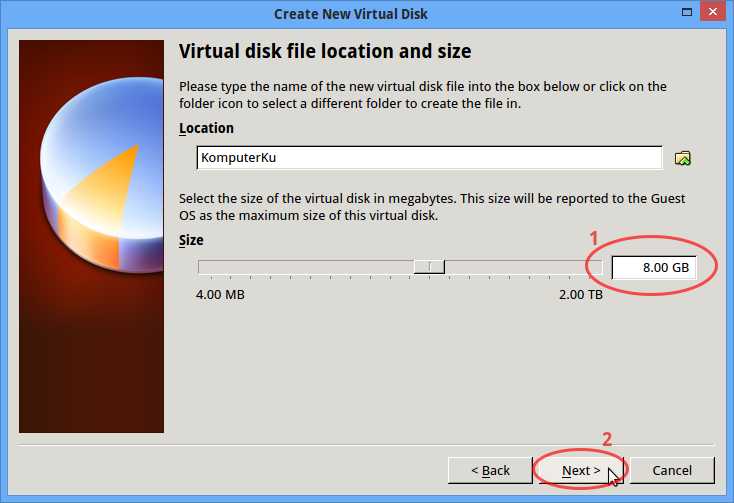 Create New Virtual Disk
Virtual disk file location and size
Please type the name of the new virtual disk file into the box below or click on the
folder icon to select a different folder to create the file in.
Location
KomputerKu
Select the size of the virtual disk in megabytes. This size will be reported to the Guest
OS as the maximum size of this virtual disk.
Size
1
8.00 GB
4.00 MB
2.00 TB
2
< Back
Next >
Cancel